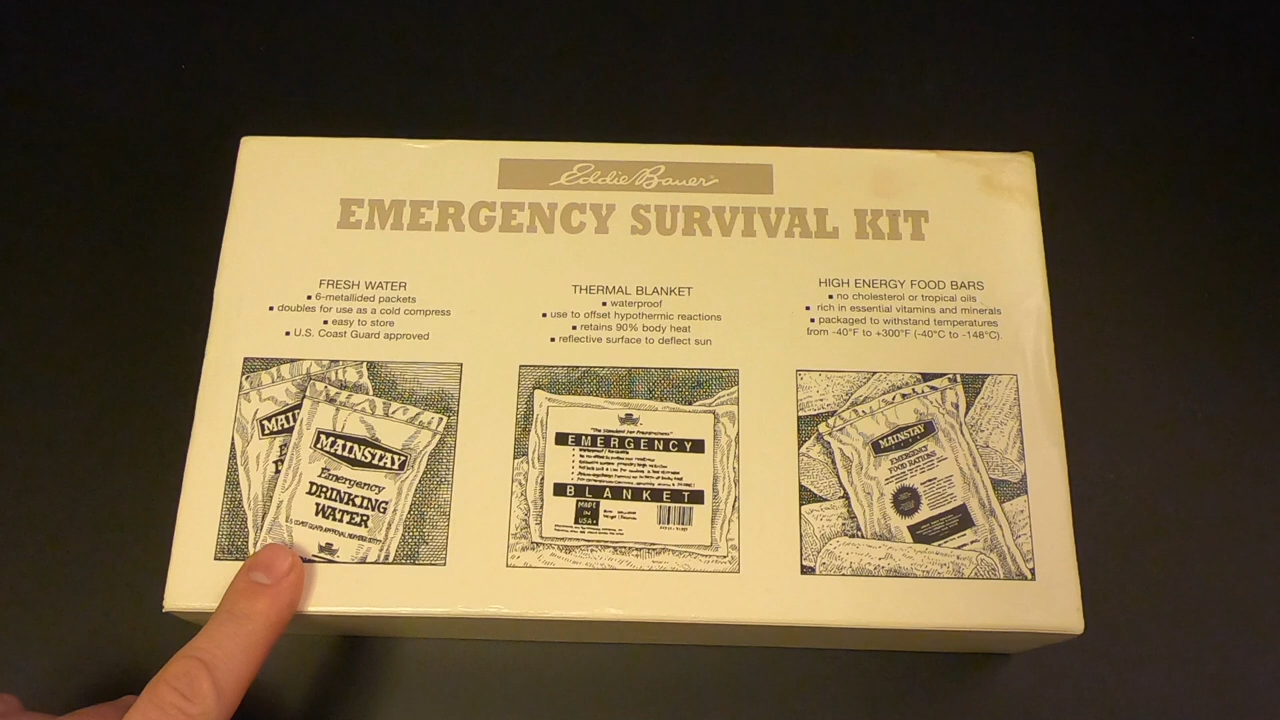 Eddie Bauer
EMERGENCY SURVIVAL KIT
FRESH WATER
▪ 6-metallided packets
▪ doubles for use as a cold compress
▪ easy to store
▪ U.S. Coast Guard approved
THERMAL BLANKET
▪ waterproof
▪ use to offset hypothermic reactions
▪ retains 90% body heat
▪ reflective surface to deflect sun
HIGH ENERGY FOOD BARS
▪ no cholesterol or tropical oils
▪ rich in essential vitamins and minerals
▪ packaged to withstand temperatures
from -40°F to +300°F (-40°C to -148°C).
MAINSTAY
Emergency
DRINKING
WATER
EMERGENCY
BLANKET
MADE
IN
USA
MAINSTAY
EMERGENCY
FOOD RATIONS